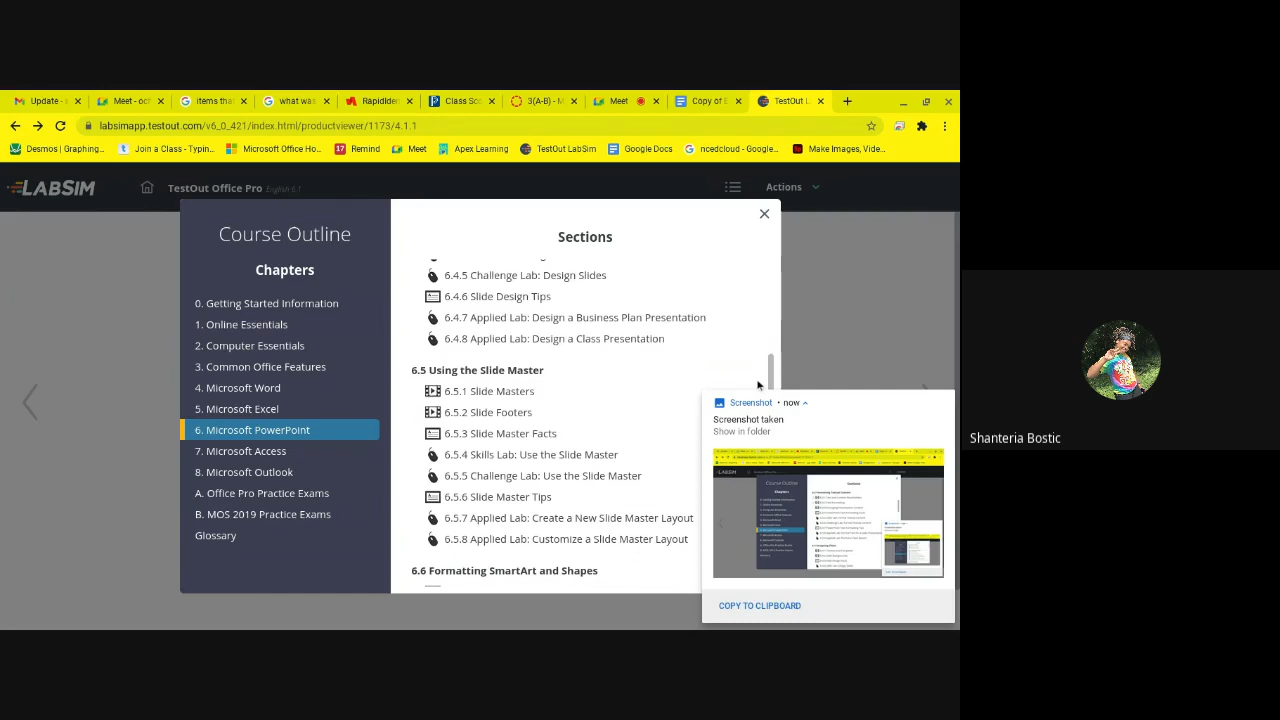 Update -
Meet - och
items tha
what was
RapidIden
Class Sco
3(A-B) - M
Meet
Copy of E
TestOut L
labsimapp.testout.com/v6_0_421/index.html/productviewer/1173/4.1.1
Desmos | Graphing...
Join a Class - Typin...
Microsoft Office Ho...
17 Remind
Meet
Apex Learning
TestOut LabSim
Google Docs
ncedcloud - Google...
Make Images, Vide...
LABSIM
TestOut Office Pro English 6.1
Actions
Course Outline
Chapters
0. Getting Started Information
1. Online Essentials
2. Computer Essentials
3. Common Office Features
4. Microsoft Word
5. Microsoft Excel
6. Microsoft PowerPoint
7. Microsoft Access
8. Microsoft Outlook
A. Office Pro Practice Exams
B. MOS 2019 Practice Exams
Glossary
Sections
6.4.5 Challenge Lab: Design Slides
6.4.6 Slide Design Tips
6.4.7 Applied Lab: Design a Business Plan Presentation
6.4.8 Applied Lab: Design a Class Presentation
6.5 Using the Slide Master
6.5.1 Slide Masters
6.5.2 Slide Footers
6.5.3 Slide Master Facts
6.5.4 Skills Lab: Use the Slide Master
6.5.5 Challenge Lab: Use the Slide Master
6.5.6 Slide Master Tips
6.5.7 Applied Lab: Create a New Slide Master Layout
6.5.8 Applied Lab: Customize a Slide Master Layout
6.6 Formatting SmartArt and Shapes
Screenshot • now
Screenshot taken
Show in folder
COPY TO CLIPBOARD
Shanteria Bostic